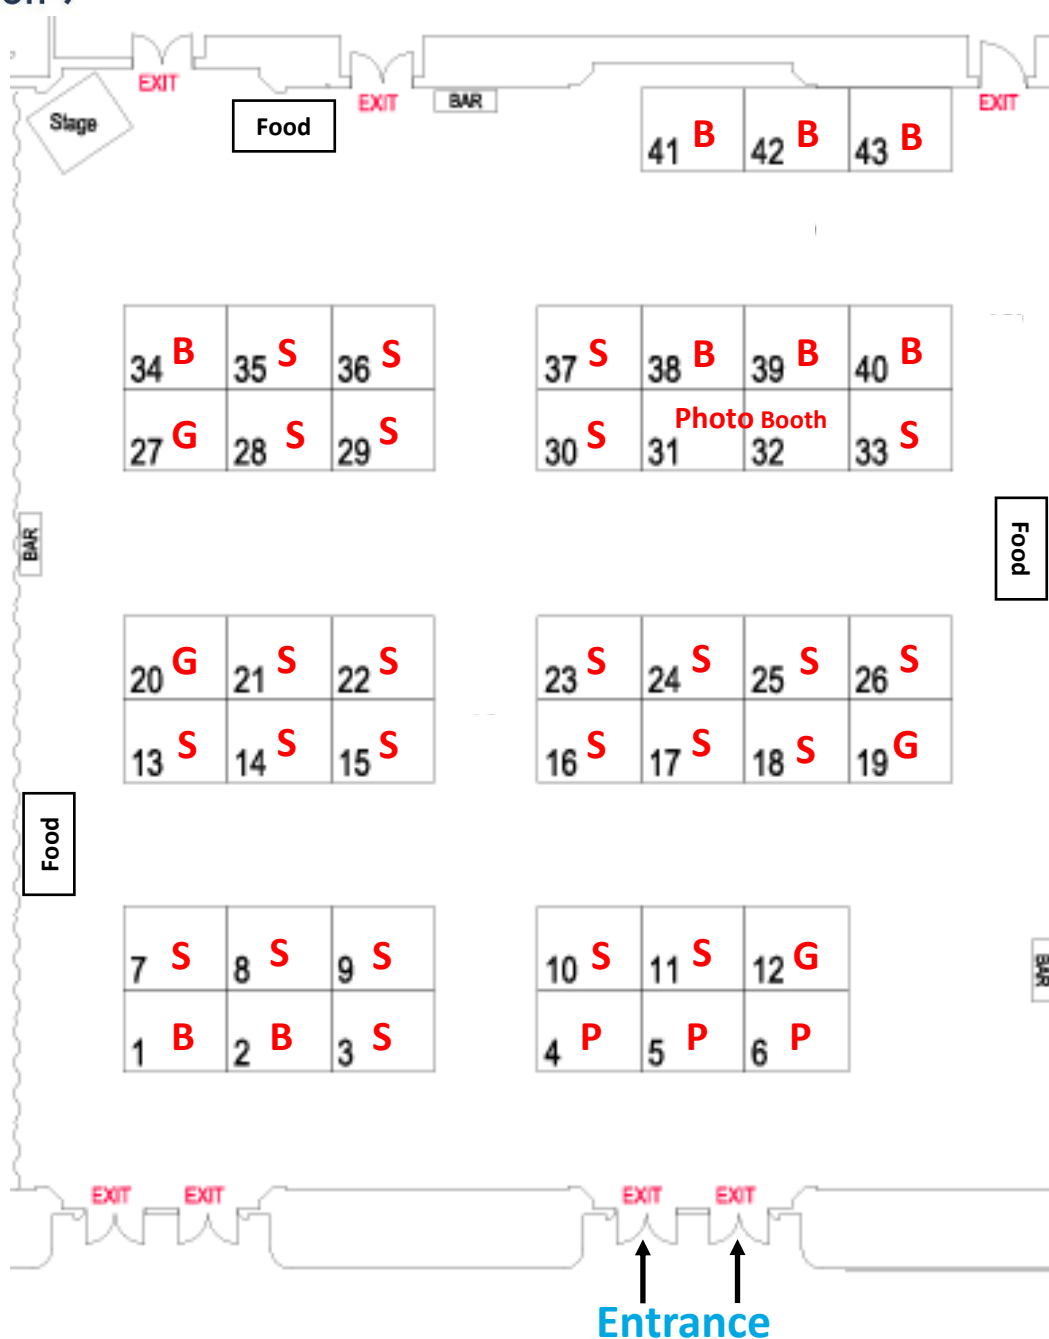 EXIT
EXIT
BAR
EXIT
Stage
Food
41 B 42 B 43 B
34 B 35 S 36 S 37 S 38 B 39 B 40 B
27 G 28 S 29 S 30 S 31 Photo Booth 32 33 S
BAR
Food
20 G 21 S 22 S 23 S 24 S 25 S 26 S
13 S 14 S 15 S 16 S 17 S 18 S 19 G
Food
7 S 8 S 9 S 10 S 11 S 12 G
BAR
1 B 2 B 3 S 4 P 5 P 6 P
EXIT EXIT EXIT EXIT
Entrance